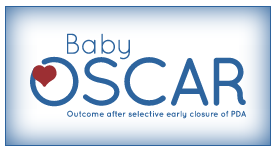 Baby
OSCAR
Outcome after selective early closure of PDA